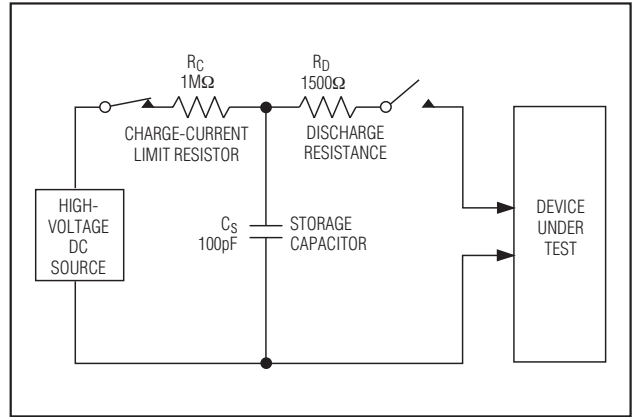 R_C
1MΩ
CHARGE-CURRENT
LIMIT RESISTOR
R_D
1500Ω
DISCHARGE
RESISTANCE
HIGH-
VOLTAGE
DC
SOURCE
C_S
100pF
STORAGE
CAPACITOR
DEVICE
UNDER
TEST